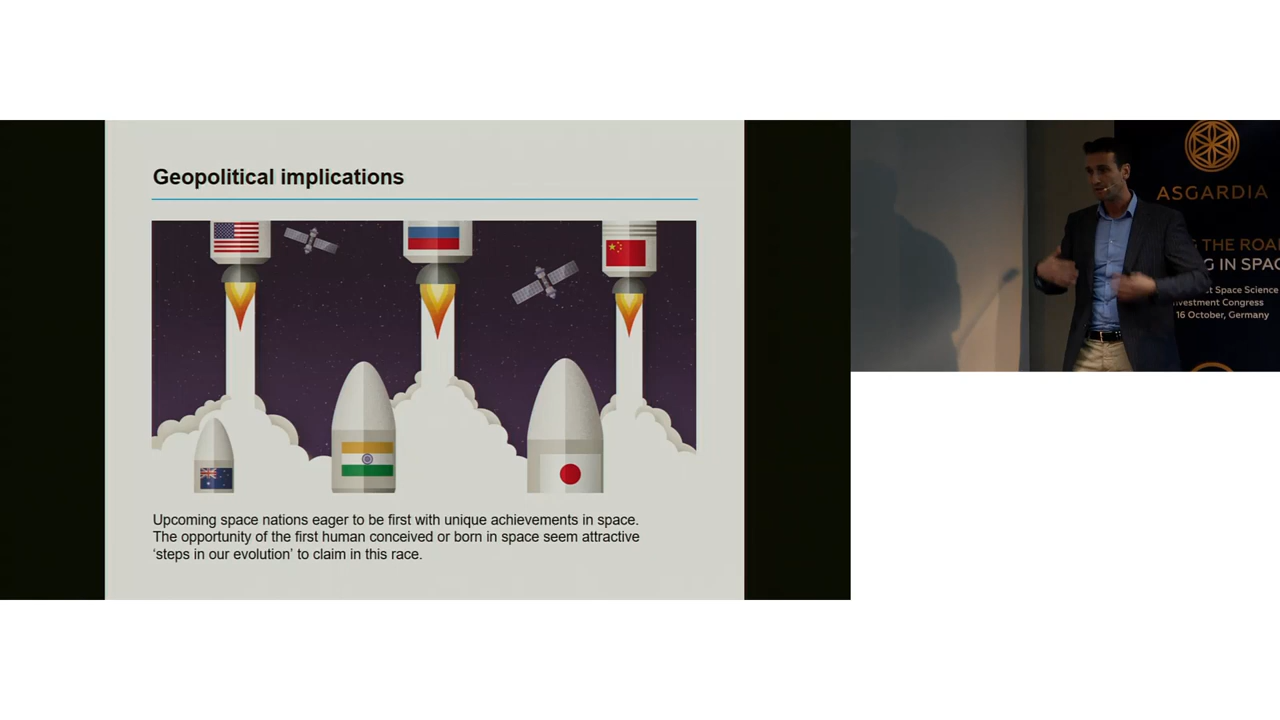 Geopolitical implications
Upcoming space nations eager to be first with unique achievements in space.
The opportunity of the first human conceived or born in space seem attractive
‘steps in our evolution’ to claim in this race.
ASGARDIA
THE ROA
IN SPAC
Space Science
Investment Congress
16 October, Germany